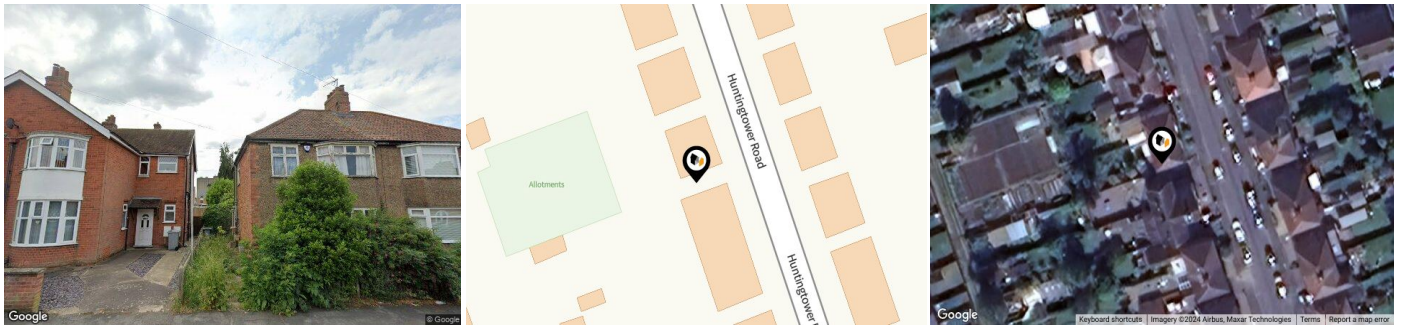 Google
© Google
Huntingtower Road
Allotments
Huntingtower
Google
Keyboard shortcuts
Imagery ©2024 Airbus, Maxar Technologies
Terms
Report a map error